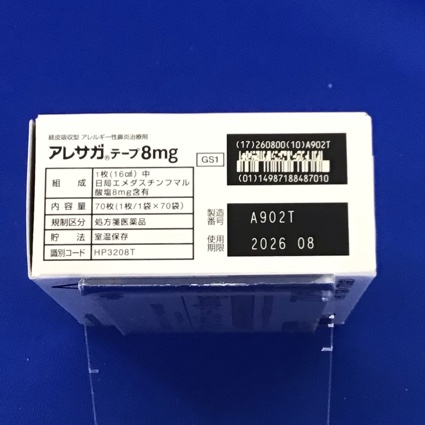 経皮吸収型 アレルギー性鼻炎治療剤
アレサガ®テープ8mg
GS1
(17)260800(10)A902T
(01)14987188487010
組成 1枚(16㎠)中
日局エメダスチンフマル
酸塩8mg含有
内容量 70枚(1枚/1袋×70袋)
規制区分 処方箋医薬品
貯法 室温保存
識別コード HP3208T
製造
番号 A902T
使用
期限 2026 08